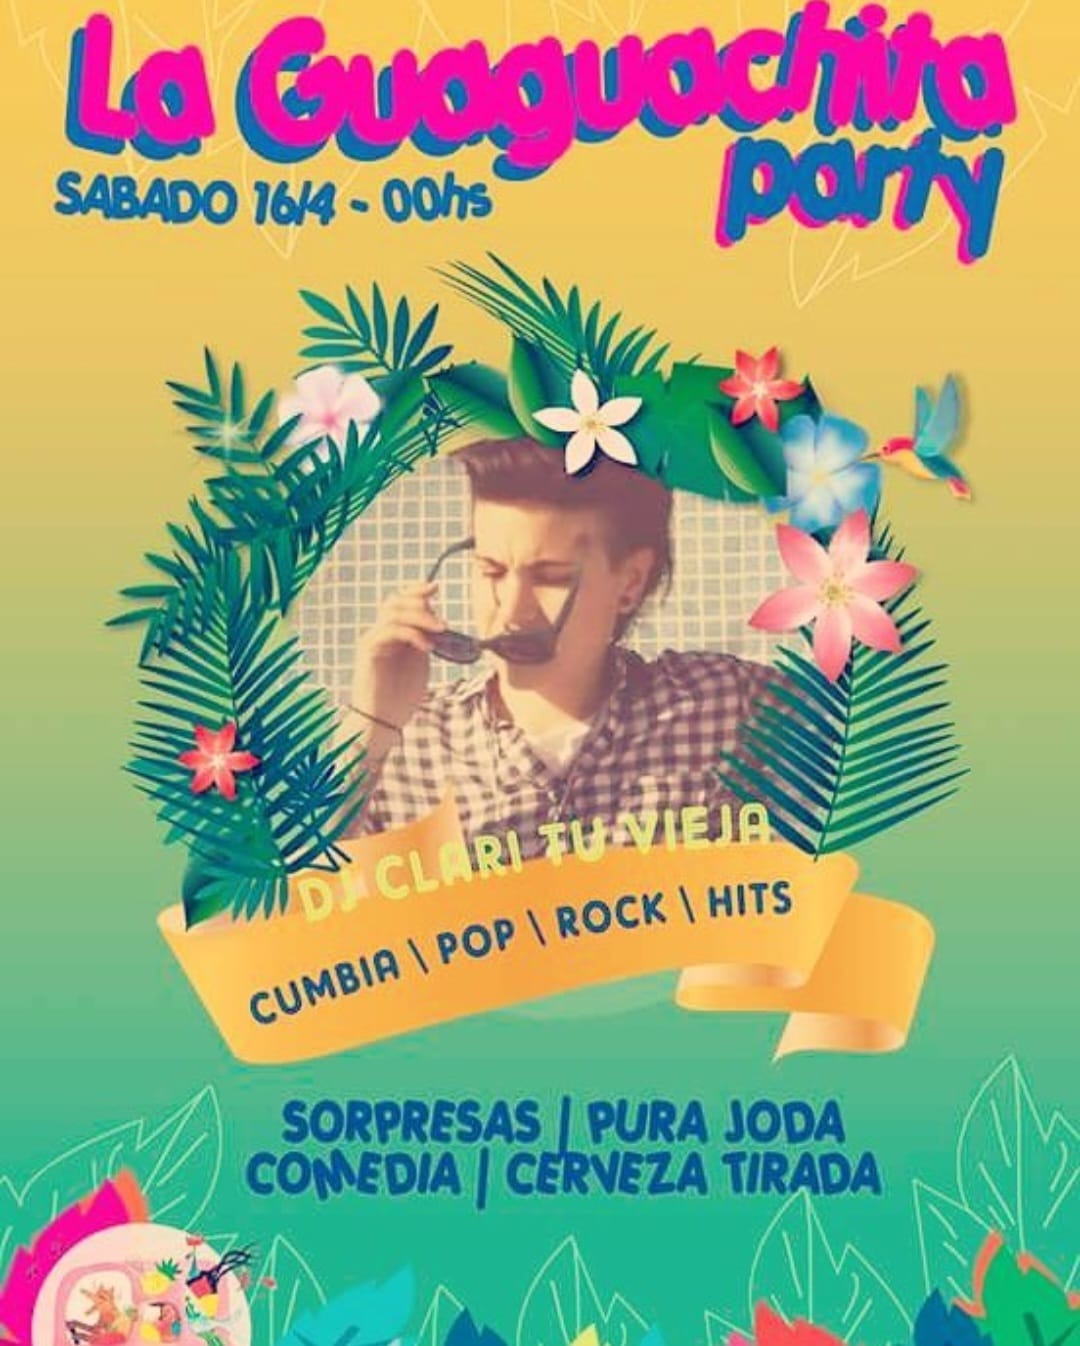 La Guaguachita
party
SABADO 16/4 - 00hs
DJ CLARI TU VIEJA
CUMBIA \ POP \ ROCK \ HITS
SORPRESAS | PURA JODA
COMEDIA | CERVEZA TIRADA